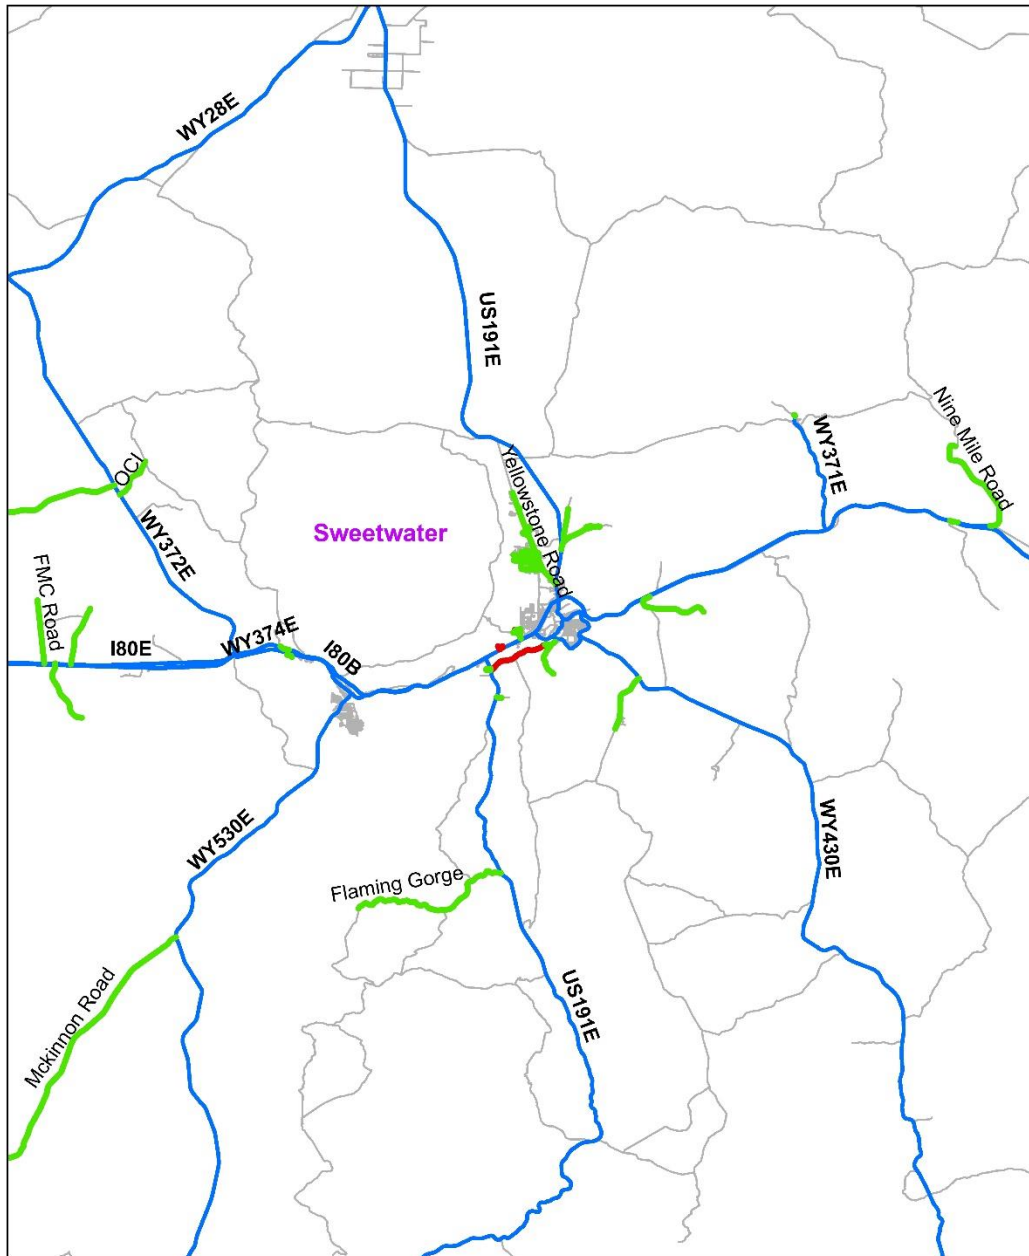 WY28E
US191E
Nine Mile Road
WY371E
Yellowstone Road
OCI
Sweetwater
WY372E
FMC Road
WY374E
I80E
I80B
WY430E
WY530E
Flaming Gorge
US191E
Mckinnon Road